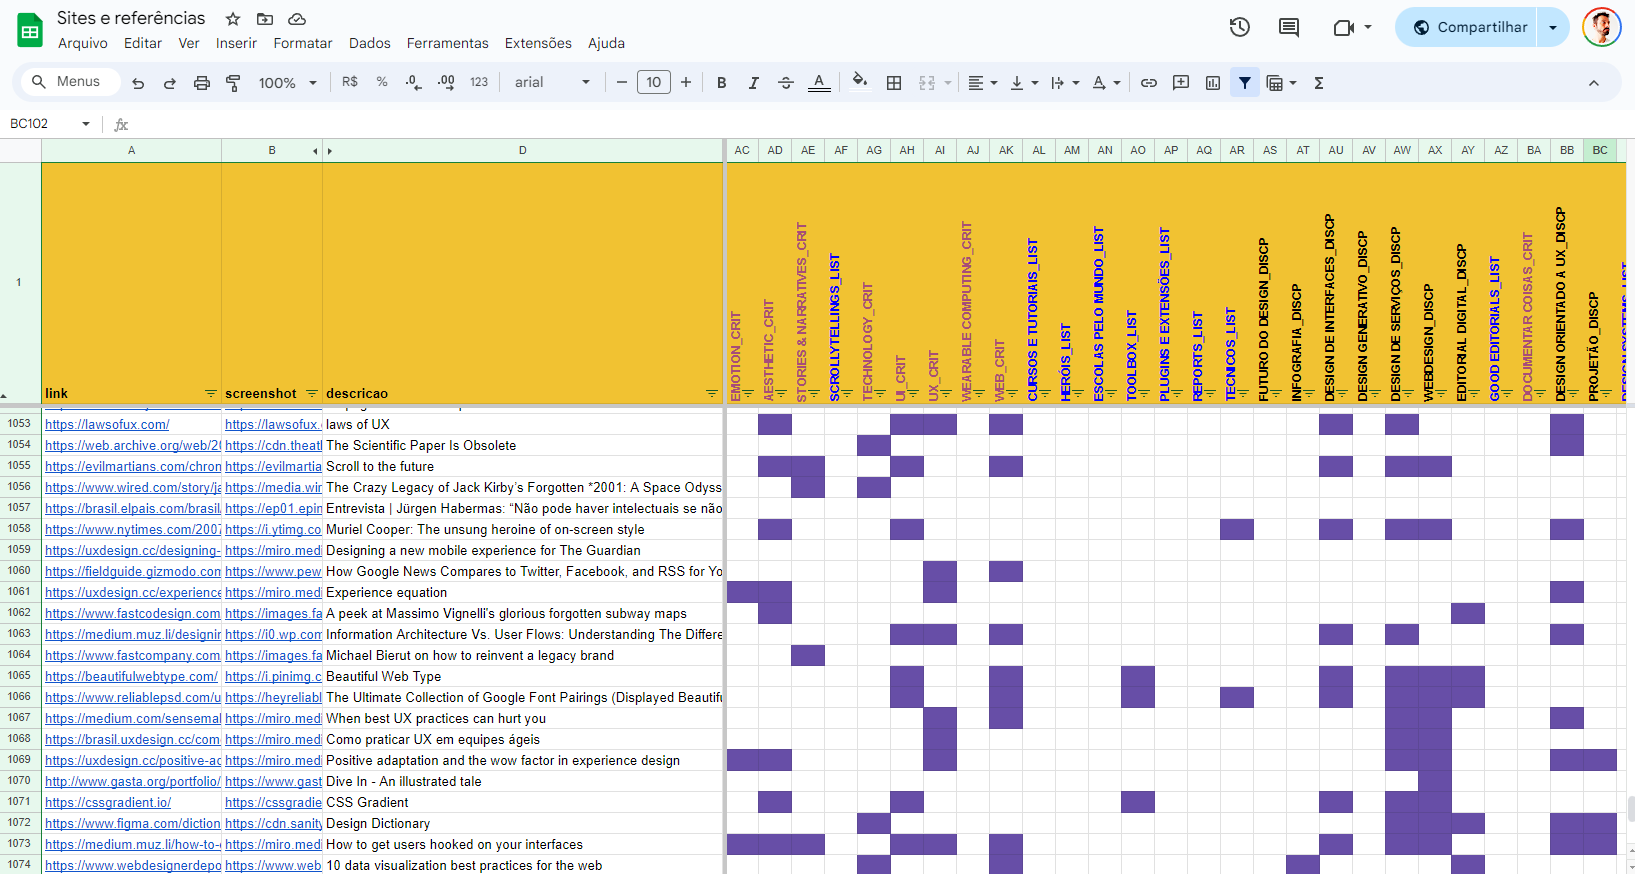 Sites e referências
Arquivo Editar Ver Inserir Formatar Dados Ferramentas Extensões Ajuda
Compartilhar
Menus 100% R$ % .0 .00 123 arial 10 B I A A Σ
BC102 fx
A B D AC AD AE AF AG AH AI AJ AK AL AM AN AO AP AQ AR AS AT AU AV AW AX AY AZ BA BB BC
1
link screenshot descricao
EMOTION_CRIT
AESTHETIC_CRIT
STORIES & NARRATIVES_CRIT
SCROLLYTELLINGS_LIST
TECHNOLOGY_CRIT
UI_CRIT
UX_CRIT
WEARABLE COMPUTING_CRIT
WEB_CRIT
CURSOS E TUTORIAIS_LIST
HERÓIS_LIST
ESCOLAS PELO MUNDO_LIST
TOOLBOX_LIST
PLUGINS E EXTENSÕES_LIST
REPORTS_LIST
TECNICOS_LIST
FUTURO DO DESIGN_DISCP
INFOGRAFIA_DISCP
DESIGN DE INTERFACES_DISCP
DESIGN GENERATIVO_DISCP
DESIGN DE SERVIÇOS_DISCP
WEBDESIGN_DISCP
EDITORIAL DIGITAL_DISCP
GOOD EDITORIALS_LIST
DOCUMENTAR COISAS_CRIT
DESIGN ORIENTADO A UX_DISCP
PROJETÃO_DISCP
1053 https://lawsofux.com/ https://lawsofux. laws of UX
1054 https://web.archive.org/web/20 https://cdn.theatl The Scientific Paper Is Obsolete
1055 https://evilmartians.com/chron https://evilmartia Scroll to the future
1056 https://www.wired.com/story/ja https://media.wir The Crazy Legacy of Jack Kirby's Forgotten *2001: A Space Odyss
1057 https://brasil.elpais.com/brasil/ https://ep01.epin Entrevista | Jürgen Habermas: “Não pode haver intelectuais se não
1058 https://www.nytimes.com/2007 https://i.ytimg.co Muriel Cooper: The unsung heroine of on-screen style
1059 https://uxdesign.cc/designing- https://miro.medi Designing a new mobile experience for The Guardian
1060 https://fieldguide.gizmodo.com https://www.pew How Google News Compares to Twitter, Facebook, and RSS for Yo
1061 https://uxdesign.cc/experience https://miro.medi Experience equation
1062 https://www.fastcodesign.com https://images.fa A peek at Massimo Vignelli's glorious forgotten subway maps
1063 https://medium.muz.li/designin https://i0.wp.com Information Architecture Vs. User Flows: Understanding The Differe
1064 https://www.fastcompany.com https://images.fa Michael Bierut on how to reinvent a legacy brand
1065 https://beautifulwebtype.com/ https://i.pinimg.c Beautiful Web Type
1066 https://www.reliablepsd.com/u https://heyreliabl The Ultimate Collection of Google Font Pairings (Displayed Beautifu
1067 https://medium.com/sensemal https://miro.medi When best UX practices can hurt you
1068 https://brasil.uxdesign.cc/com https://miro.medi Como praticar UX em equipes ágeis
1069 https://uxdesign.cc/positive-ad https://miro.medi Positive adaptation and the wow factor in experience design
1070 http://www.gasta.org/portfolio/ https://www.gast Dive In - An illustrated tale
1071 https://cssgradient.io/ https://cssgradie CSS Gradient
1072 https://www.figma.com/diction https://cdn.sanity Design Dictionary
1073 https://medium.muz.li/how-to- https://miro.medi How to get users hooked on your interfaces
1074 https://www.webdesignerdepo https://www.web 10 data visualization best practices for the web